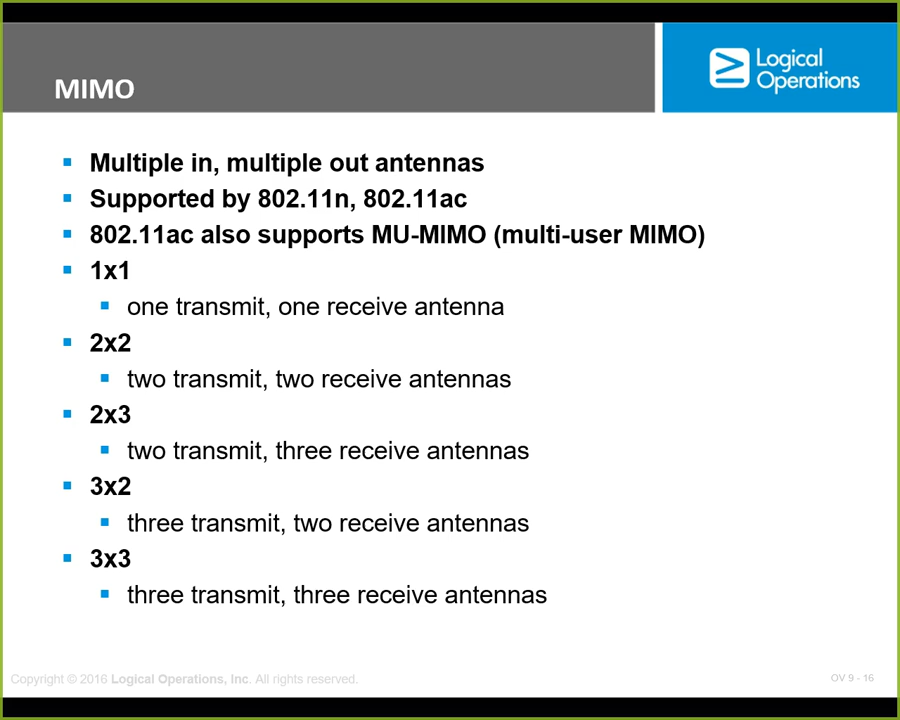 MIMO
Logical
Operations
Multiple in, multiple out antennas
Supported by 802.11n, 802.11ac
802.11ac also supports MU-MIMO (multi-user MIMO)
1x1
one transmit, one receive antenna
2x2
two transmit, two receive antennas
2x3
two transmit, three receive antennas
3x2
three transmit, two receive antennas
3x3
three transmit, three receive antennas
Copyright © 2016 Logical Operations, Inc. All rights reserved.
OV 9 - 16